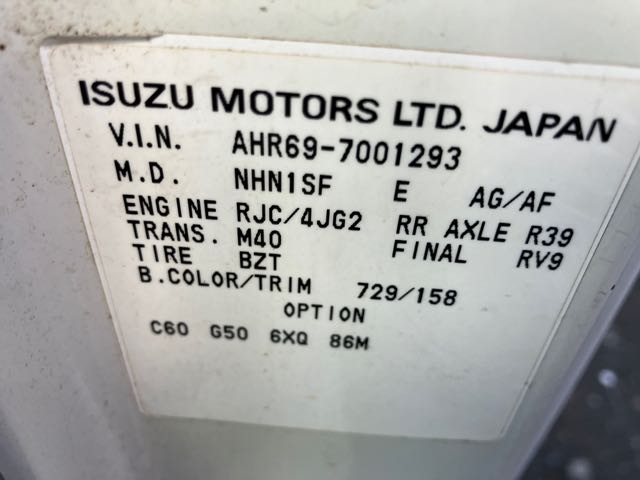 ISUZU MOTORS LTD. JAPAN
V.I.N. AHR69-7001293
M.D. NHN1SF E AG/AF
ENGINE RJC/4JG2 RR AXLE R39
TRANS. M40 FINAL RV9
TIRE BZT
B.COLOR/TRIM 729/158
OPTION
C60 G50 6XQ 86M